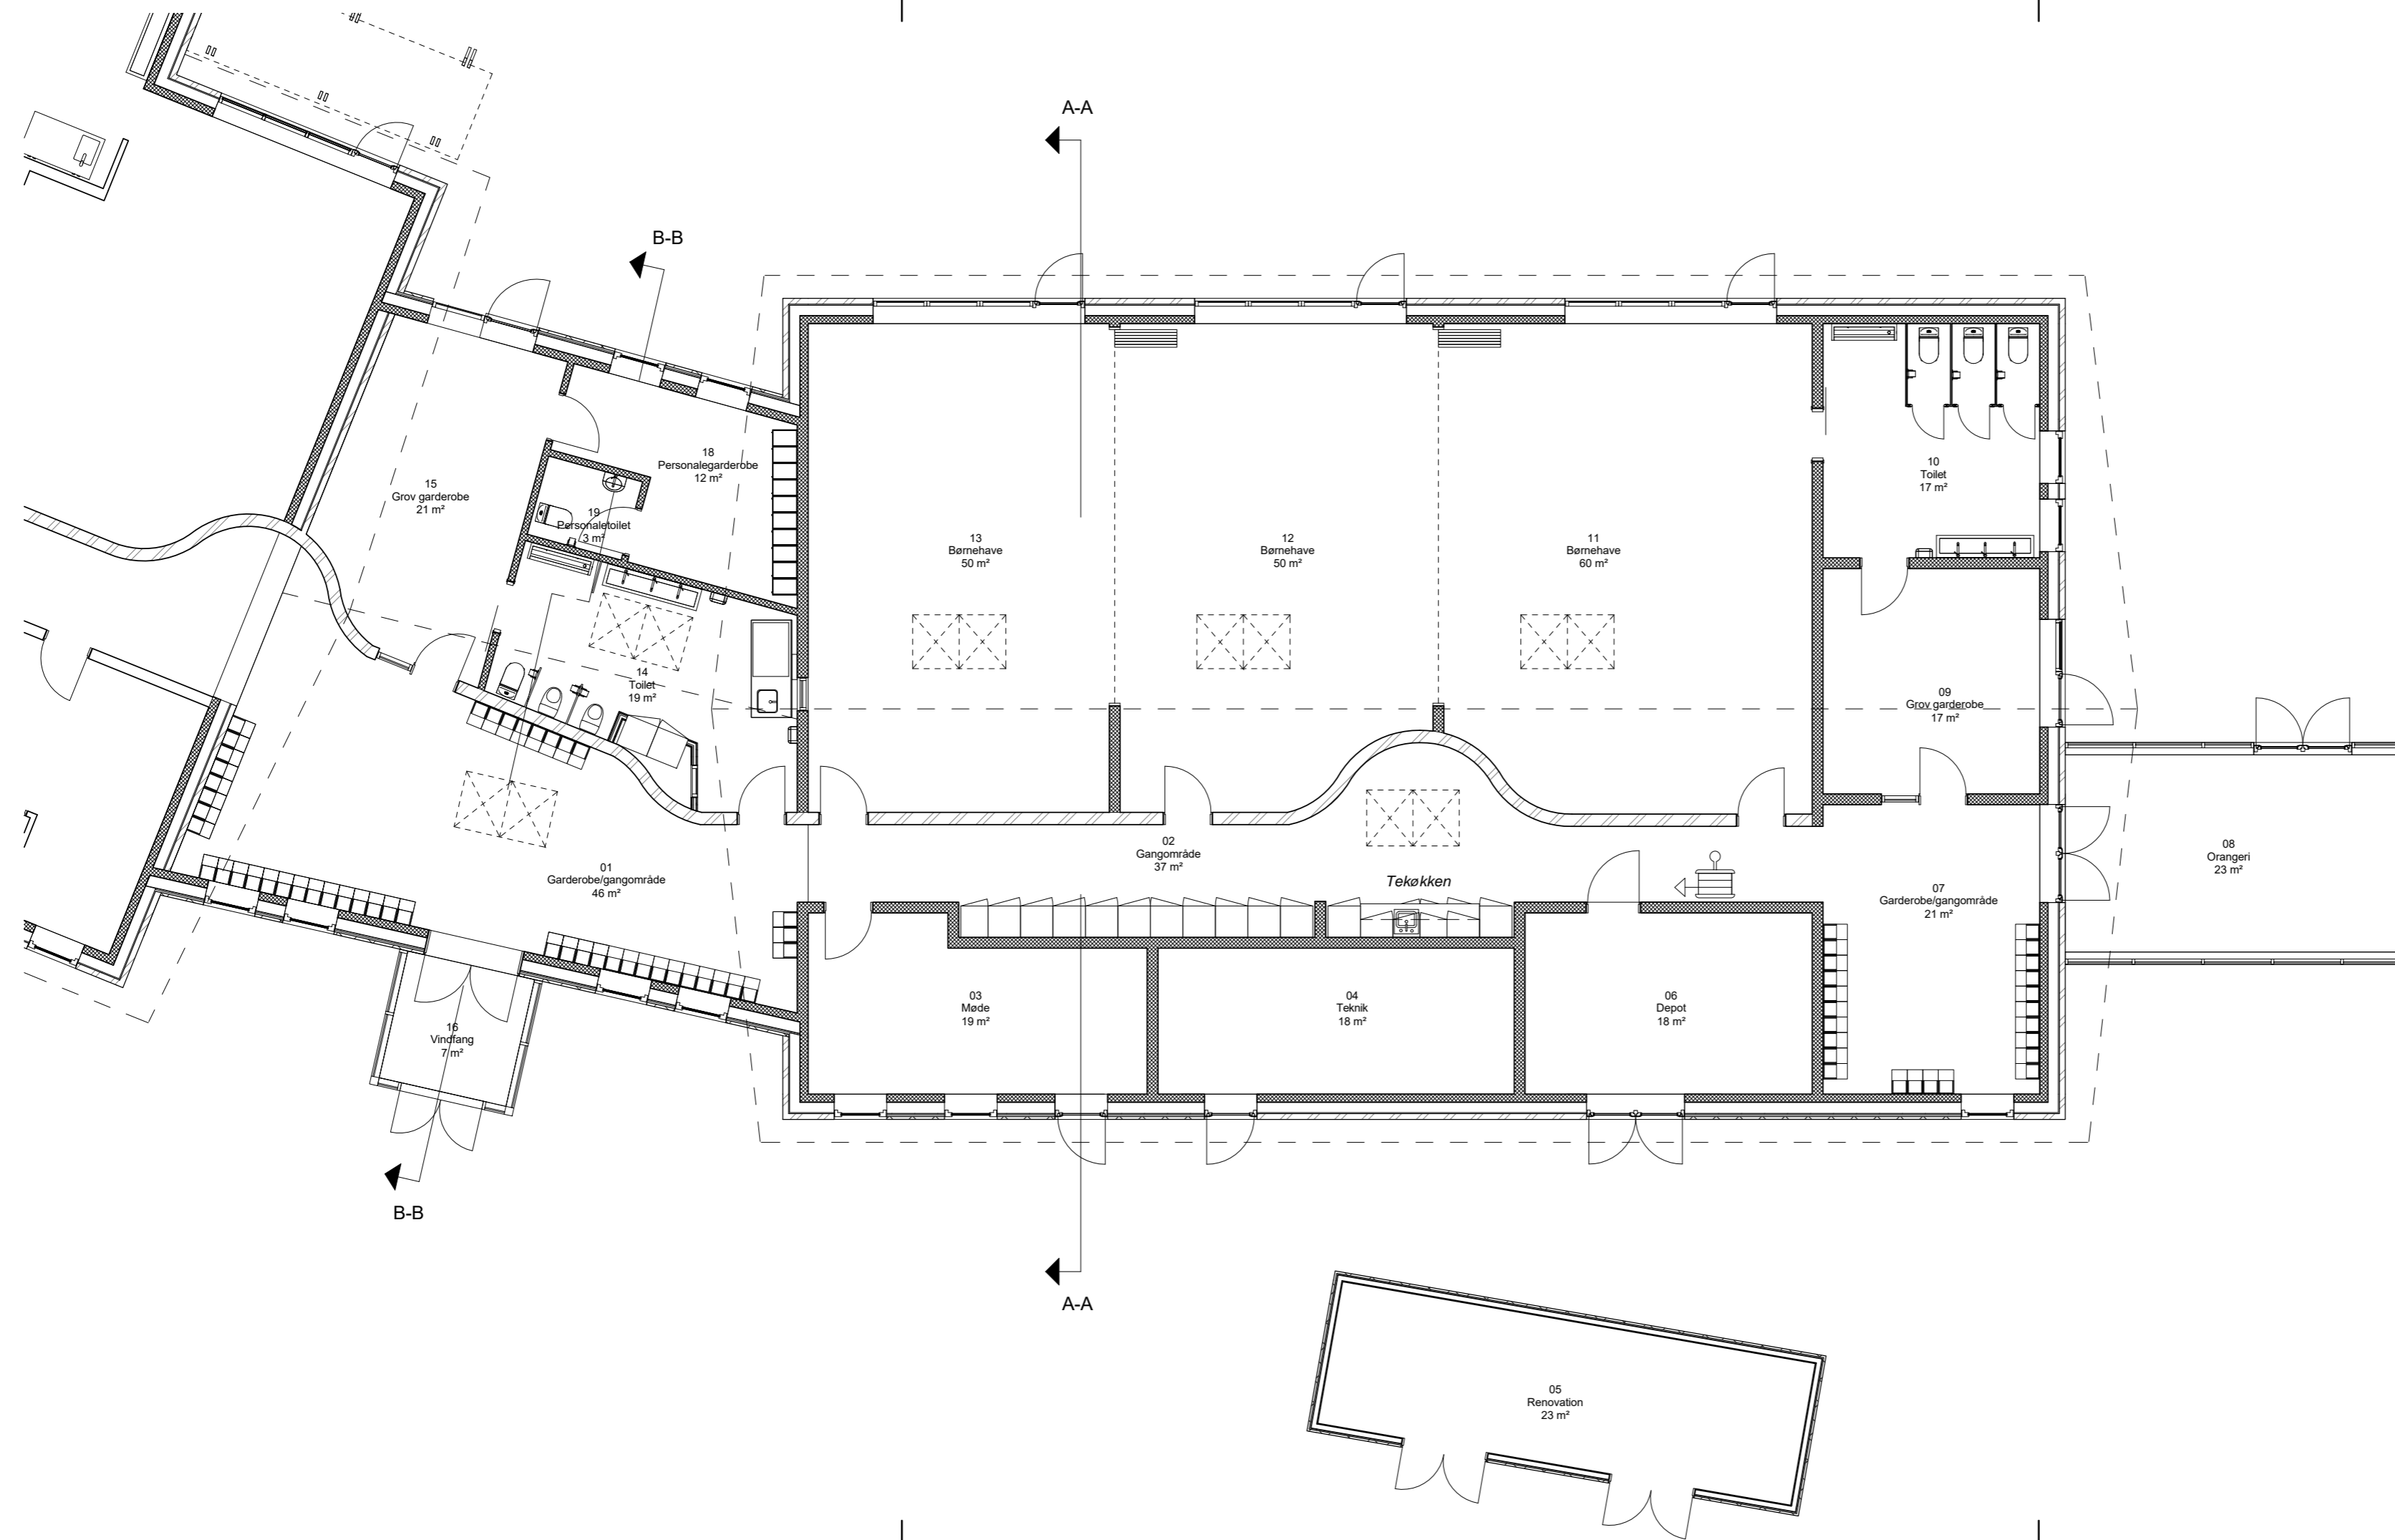 A-A
B-B
18
Personalegarderobe
12 m²
15
Grov garderobe
21 m²
19
Personaletoilet
3 m²
10
Toilet
17 m²
13
Børnehave
50 m²
12
Børnehave
50 m²
11
Børnehave
60 m²
14
Toilet
19 m²
09
Grov garderobe
17 m²
02
Gangområde
37 m²
08
Orangeri
23 m²
01
Garderobe/gangområde
46 m²
Tekøkken
07
Garderobe/gangområde
21 m²
03
Møde
19 m²
04
Teknik
18 m²
06
Depot
18 m²
16
Vindfang
7 m²
B-B
A-A
05
Renovation
23 m²